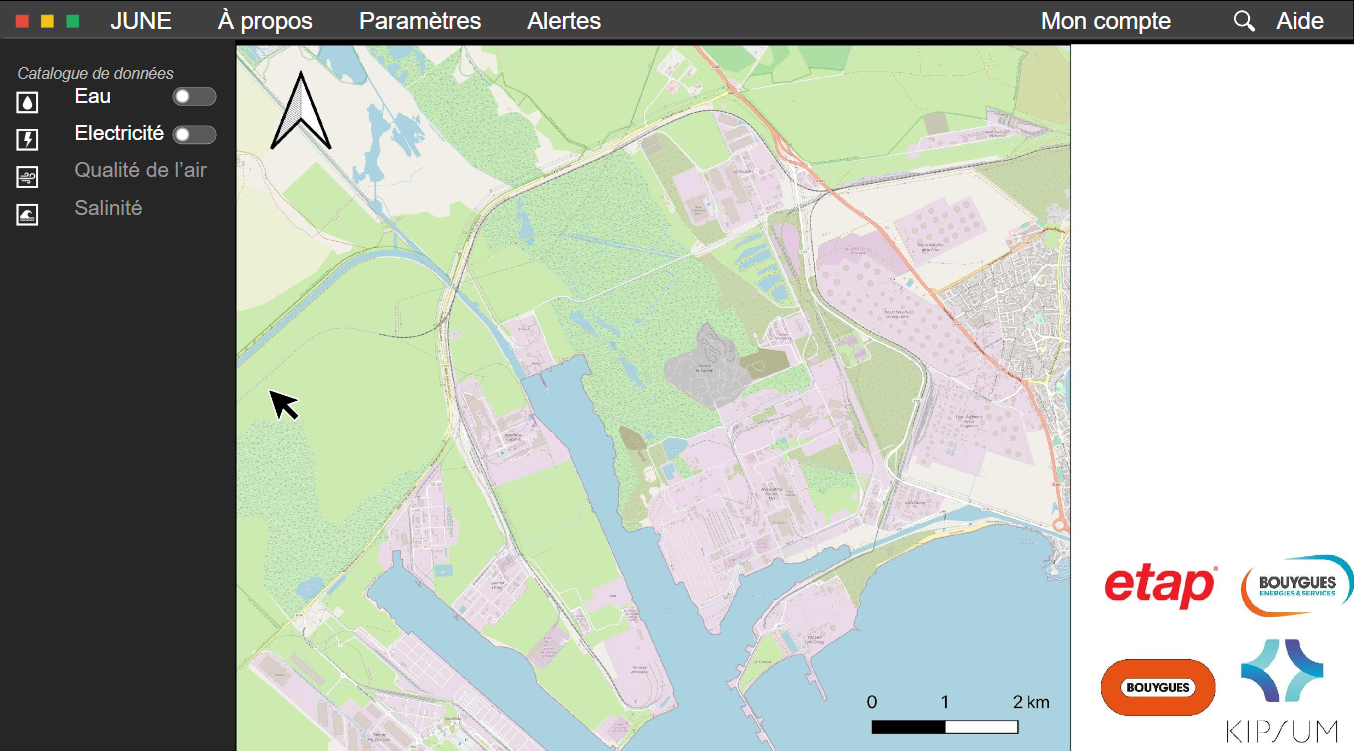 JUNE À propos Paramètres Alertes Mon compte Aide
Catalogue de données
Eau
Electricité
Qualité de l’air
Salinité
0 1 2 km
etap®
BOUYGUES
ENERGIES & SERVICES
BOUYGUES
KIPSUM